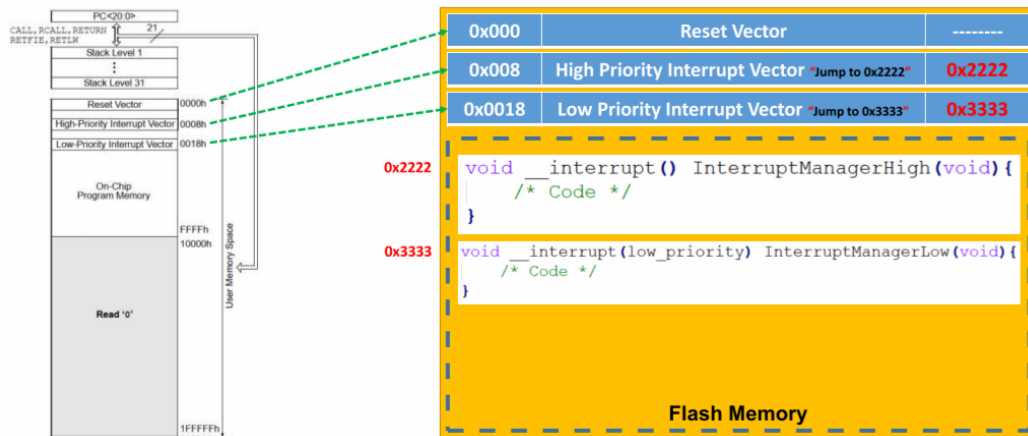 PC<20:0>
CALL,RCALL,RETURN
RETFIE,RETLW
21
Stack Level 1
Stack Level 31
Reset Vector
0000h
High-Priority Interrupt Vector
0008h
Low-Priority Interrupt Vector
0018h
On-Chip
Program Memory
FFFFh
10000h
Read '0'
1FFFFFh
User Memory Space
0x000 Reset Vector --------
0x008 High Priority Interrupt Vector "Jump to 0x2222" 0x2222
0x0018 Low Priority Interrupt Vector "Jump to 0x3333" 0x3333
0x2222
void __interrupt() InterruptManagerHigh(void){
/* Code */
}
0x3333
void __interrupt(low_priority) InterruptManagerLow(void){
/* Code */
}
Flash Memory